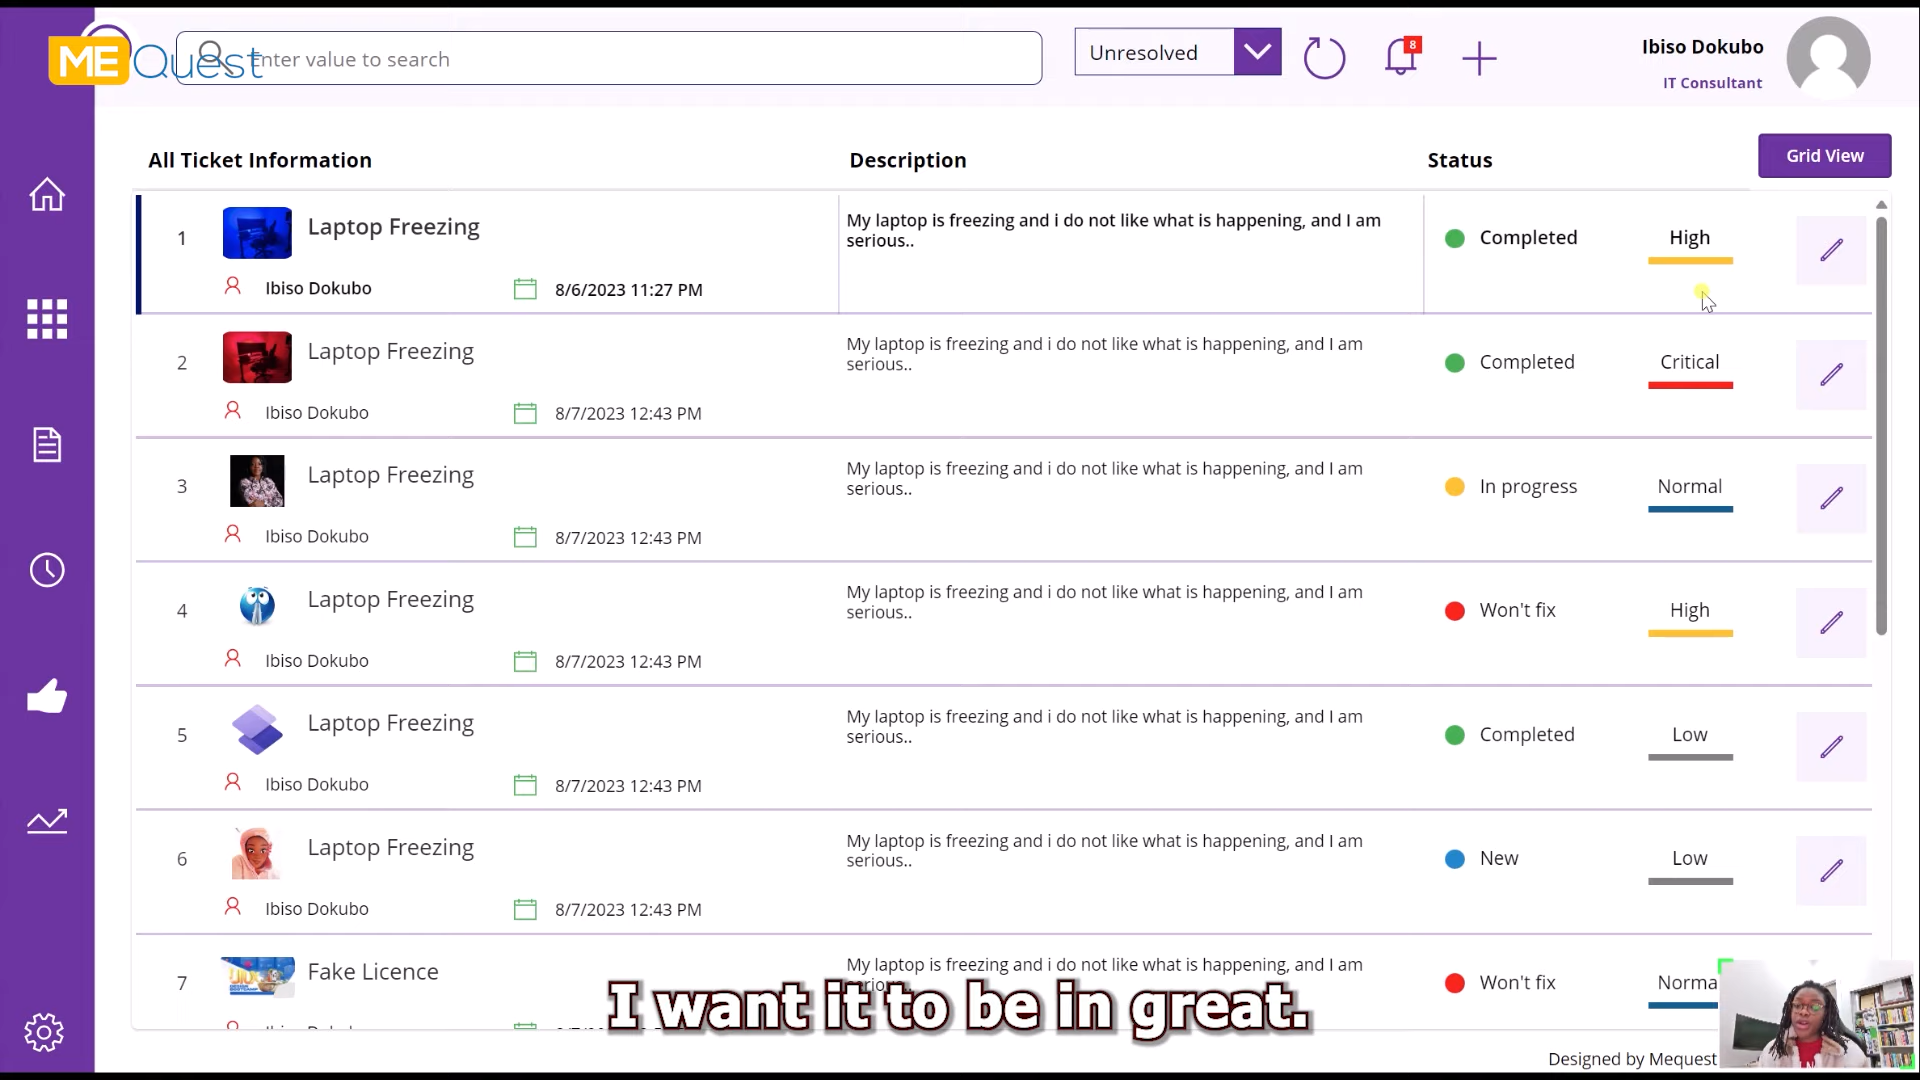 ME Quest
Enter value to search
Unresolved
8
Ibiso Dokubo
IT Consultant
All Ticket Information
Description
Status
Grid View
1
Laptop Freezing
My laptop is freezing and i do not like what is happening, and I am
serious..
Completed
High
Ibiso Dokubo
8/6/2023 11:27 PM
2
Laptop Freezing
My laptop is freezing and i do not like what is happening, and I am
serious..
Completed
Critical
Ibiso Dokubo
8/7/2023 12:43 PM
3
Laptop Freezing
My laptop is freezing and i do not like what is happening, and I am
serious..
In progress
Normal
Ibiso Dokubo
8/7/2023 12:43 PM
4
Laptop Freezing
My laptop is freezing and i do not like what is happening, and I am
serious..
Won't fix
High
Ibiso Dokubo
8/7/2023 12:43 PM
5
Laptop Freezing
My laptop is freezing and i do not like what is happening, and I am
serious..
Completed
Low
Ibiso Dokubo
8/7/2023 12:43 PM
6
Laptop Freezing
My laptop is freezing and i do not like what is happening, and I am
serious..
New
Low
Ibiso Dokubo
8/7/2023 12:43 PM
7
Fake Licence
My laptop is freezing and i do not like what is happening, and I am
Won't fix
Norma
I want it to be in great.
Designed by Mequest